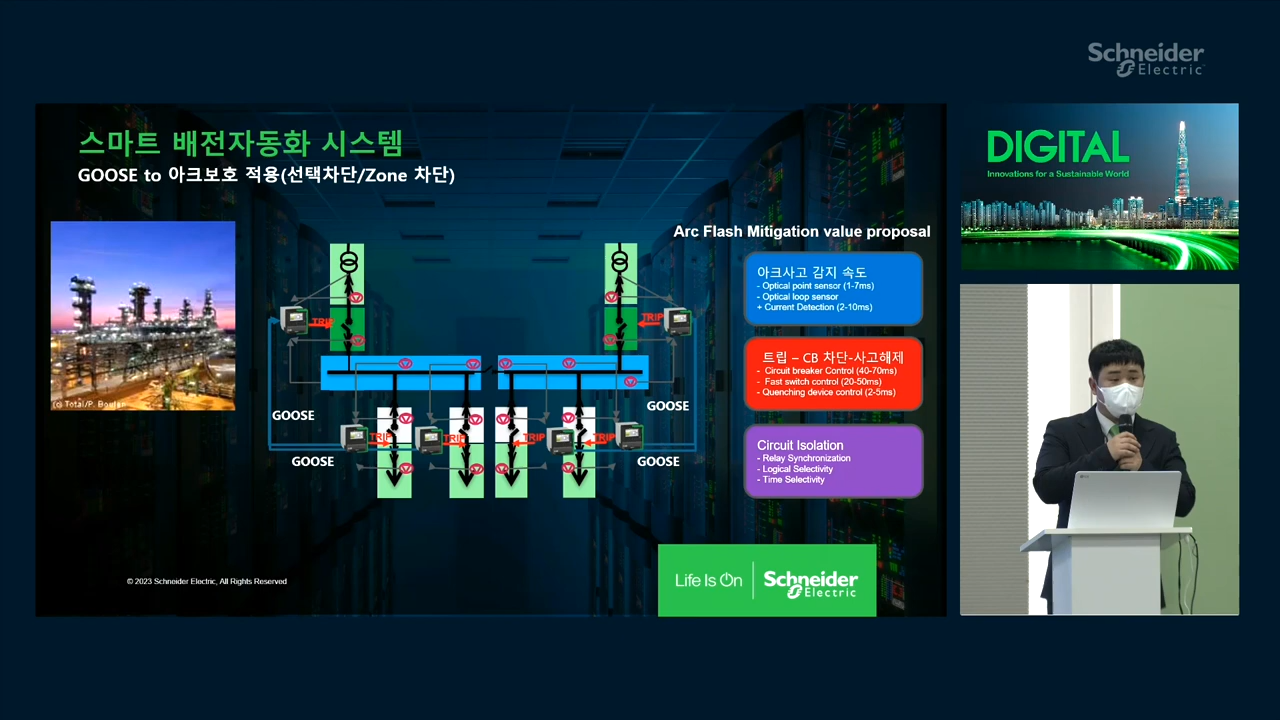 Schneider
Electric
스마트 배전자동화 시스템
GOOSE to 아크보호 적용(선택차단/Zone 차단)
DIGITAL
Innovations for a Sustainable World
Arc Flash Mitigation value proposal
아크사고 감지 속도
- Optical point sensor (1-7ms)
- Optical loop sensor
+ Current Detection (2-10ms)
TRIP
TRIP
트립 – CB 차단-사고해제
- Circuit breaker Control (40-70ms)
- Fast switch control (20-50ms)
- Quenching device control (2-5ms)
GOOSE
GOOSE
TRIP
TRIP
TRIP
TRIP
GOOSE
GOOSE
Circuit Isolation
- Relay Synchronization
- Logical Selectivity
- Time Selectivity
© 2023 Schneider Electric, All Rights Reserved
Life Is On
Schneider
Electric